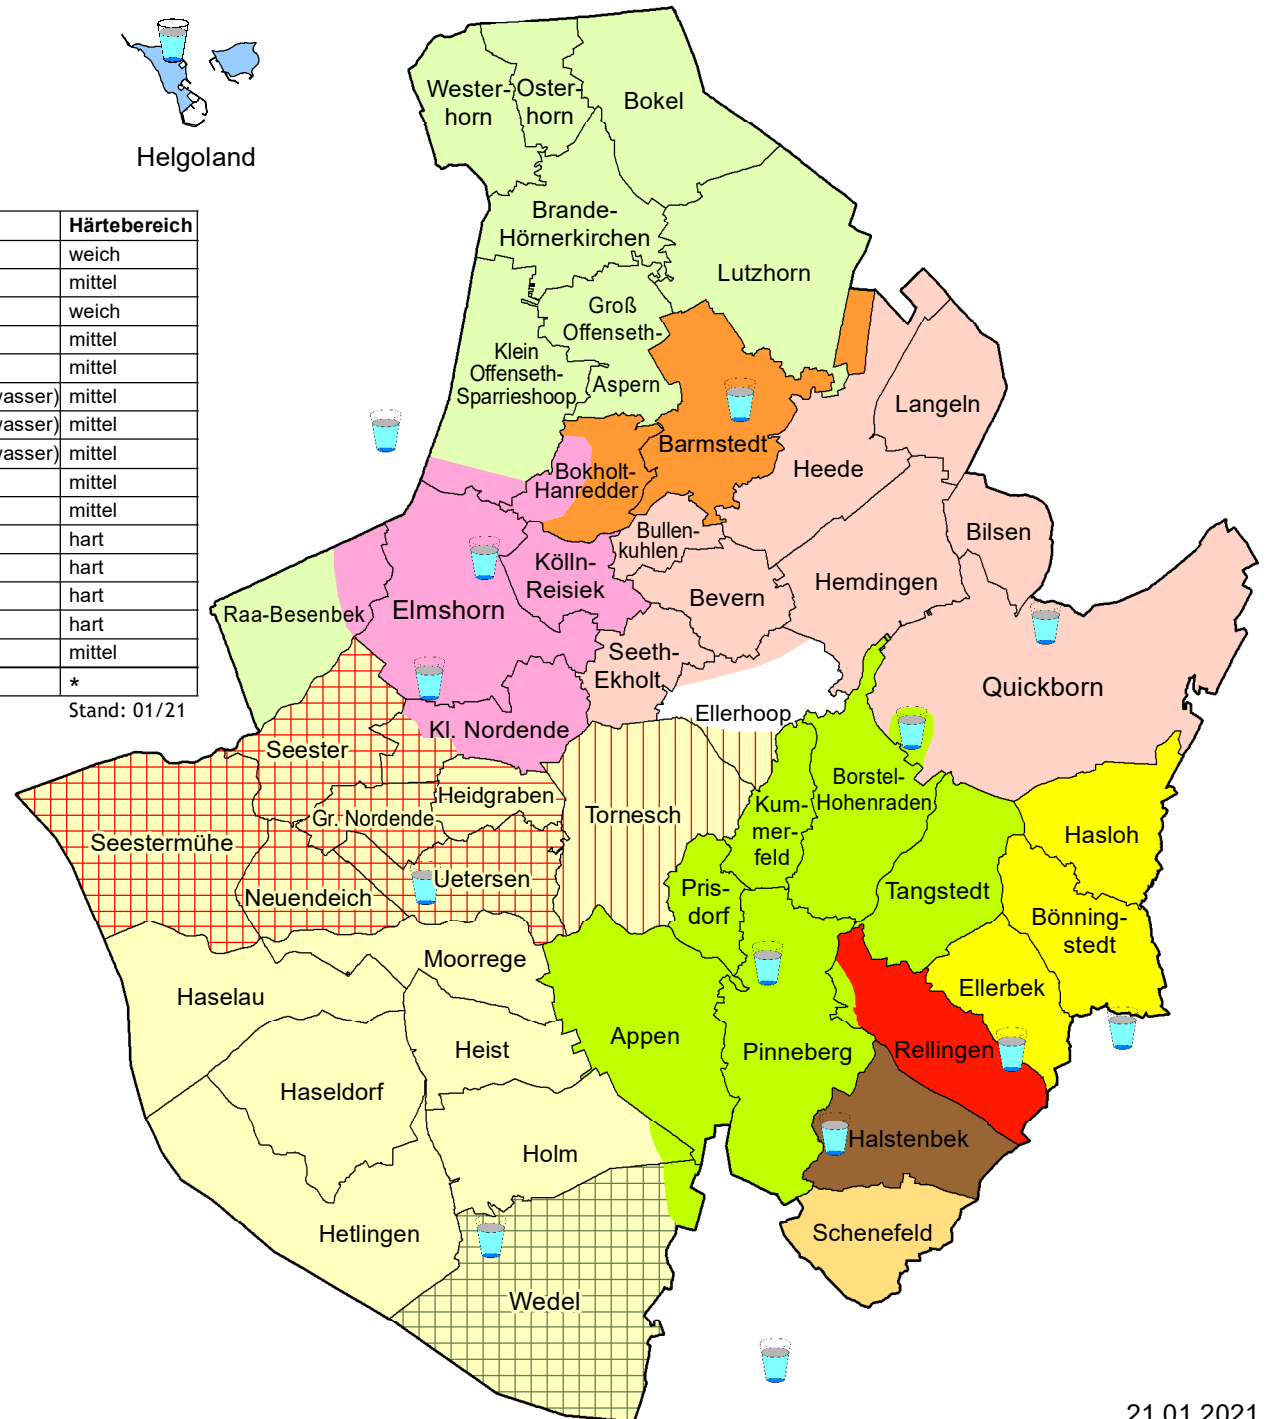 Helgoland
Härtebereich
weich
mittel
weich
mittel
mittel
wasser) mittel
wasser) mittel
wasser) mittel
mittel
mittel
hart
hart
hart
hart
mittel
*
Stand: 01/21
Wester-
horn
Oster-
horn
Bokel
Brande-
Hörnerkirchen
Lutzhorn
Groß
Offenseth-
Aspern
Klein
Offenseth-
Sparrieshoop
Langeln
Barmstedt
Heede
Bokholt-
Hanredder
Bullen-
kuhlen
Bilsen
Kölln-
Reisiek
Hemdingen
Bevern
Elmshorn
Raa-Besenbek
Seeth-
Ekholt
Quickborn
Ellerhoop
Kl. Nordende
Seester
Borstel-
Hohenraden
Heidgraben
Kum-
mer-
feld
Tornesch
Gr. Nordende
Hasloh
Seestermühe
Uetersen
Pris-
dorf
Tangstedt
Neuendeich
Bönning-
stedt
Moorrege
Haselau
Ellerbek
Appen
Heist
Pinneberg
Rellingen
Haseldorf
Halstenbek
Holm
Hetlingen
Schenefeld
Wedel
21.01.2021